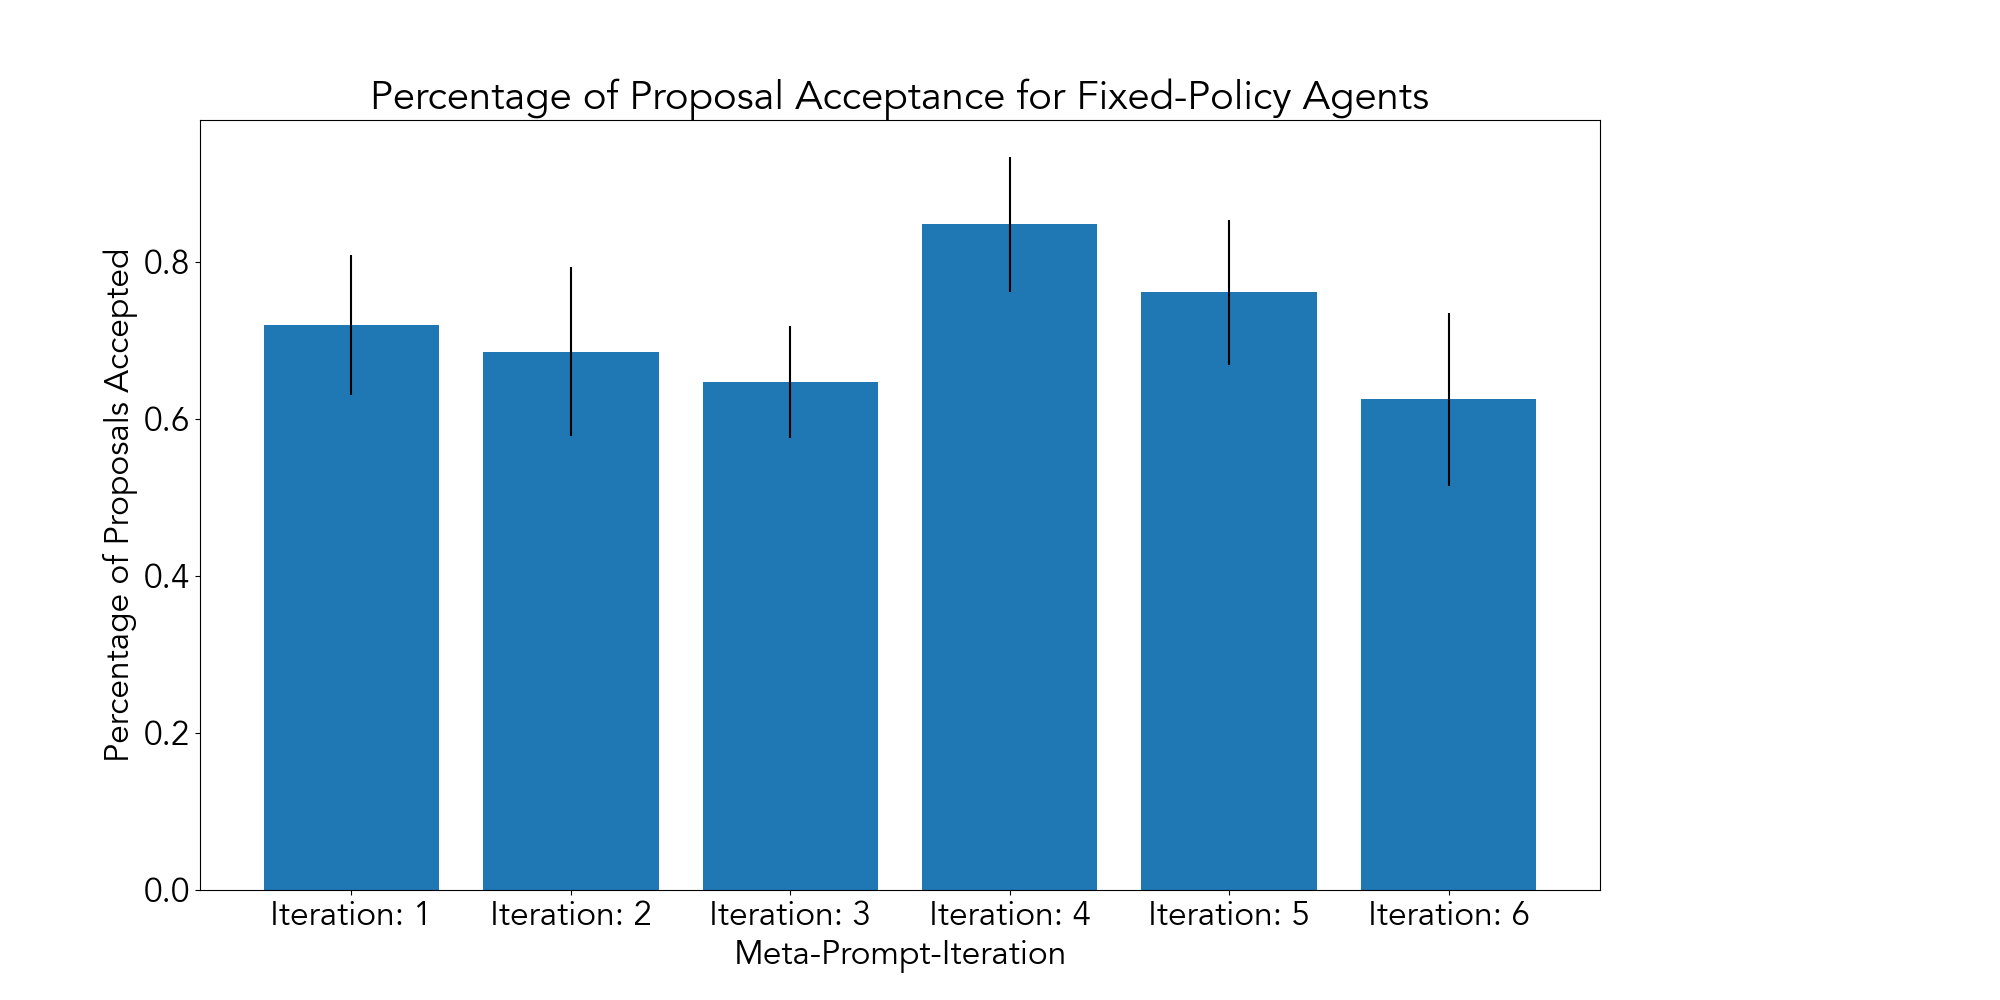 Percentage of Proposal Acceptance for Fixed-Policy Agents
Percentage of Proposals Accepted
0.8
0.6
0.4
0.2
0.0
Iteration: 1 Iteration: 2 Iteration: 3 Iteration: 4 Iteration: 5 Iteration: 6
Meta-Prompt-Iteration